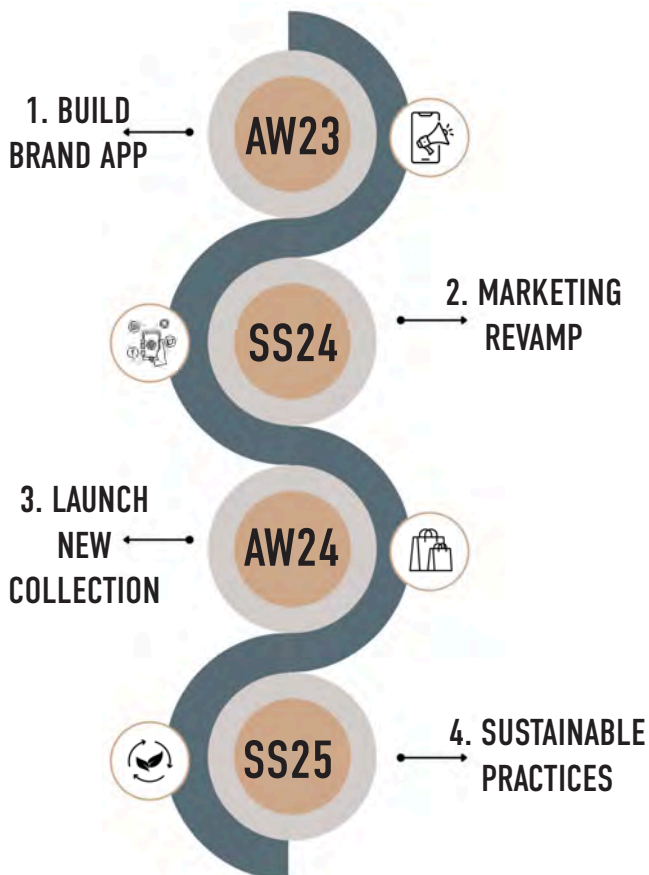 1. BUILD
BRAND APP
AW23
SS24
2. MARKETING
REVAMP
3. LAUNCH
NEW
COLLECTION
AW24
SS25
4. SUSTAINABLE
PRACTICES